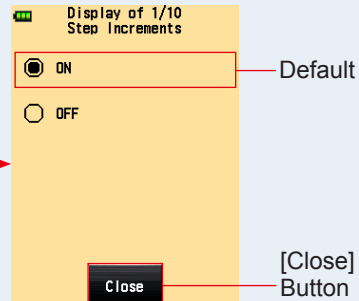 Display of 1/10
Step Increments
ON
Default
OFF
[Close]
Close
Button